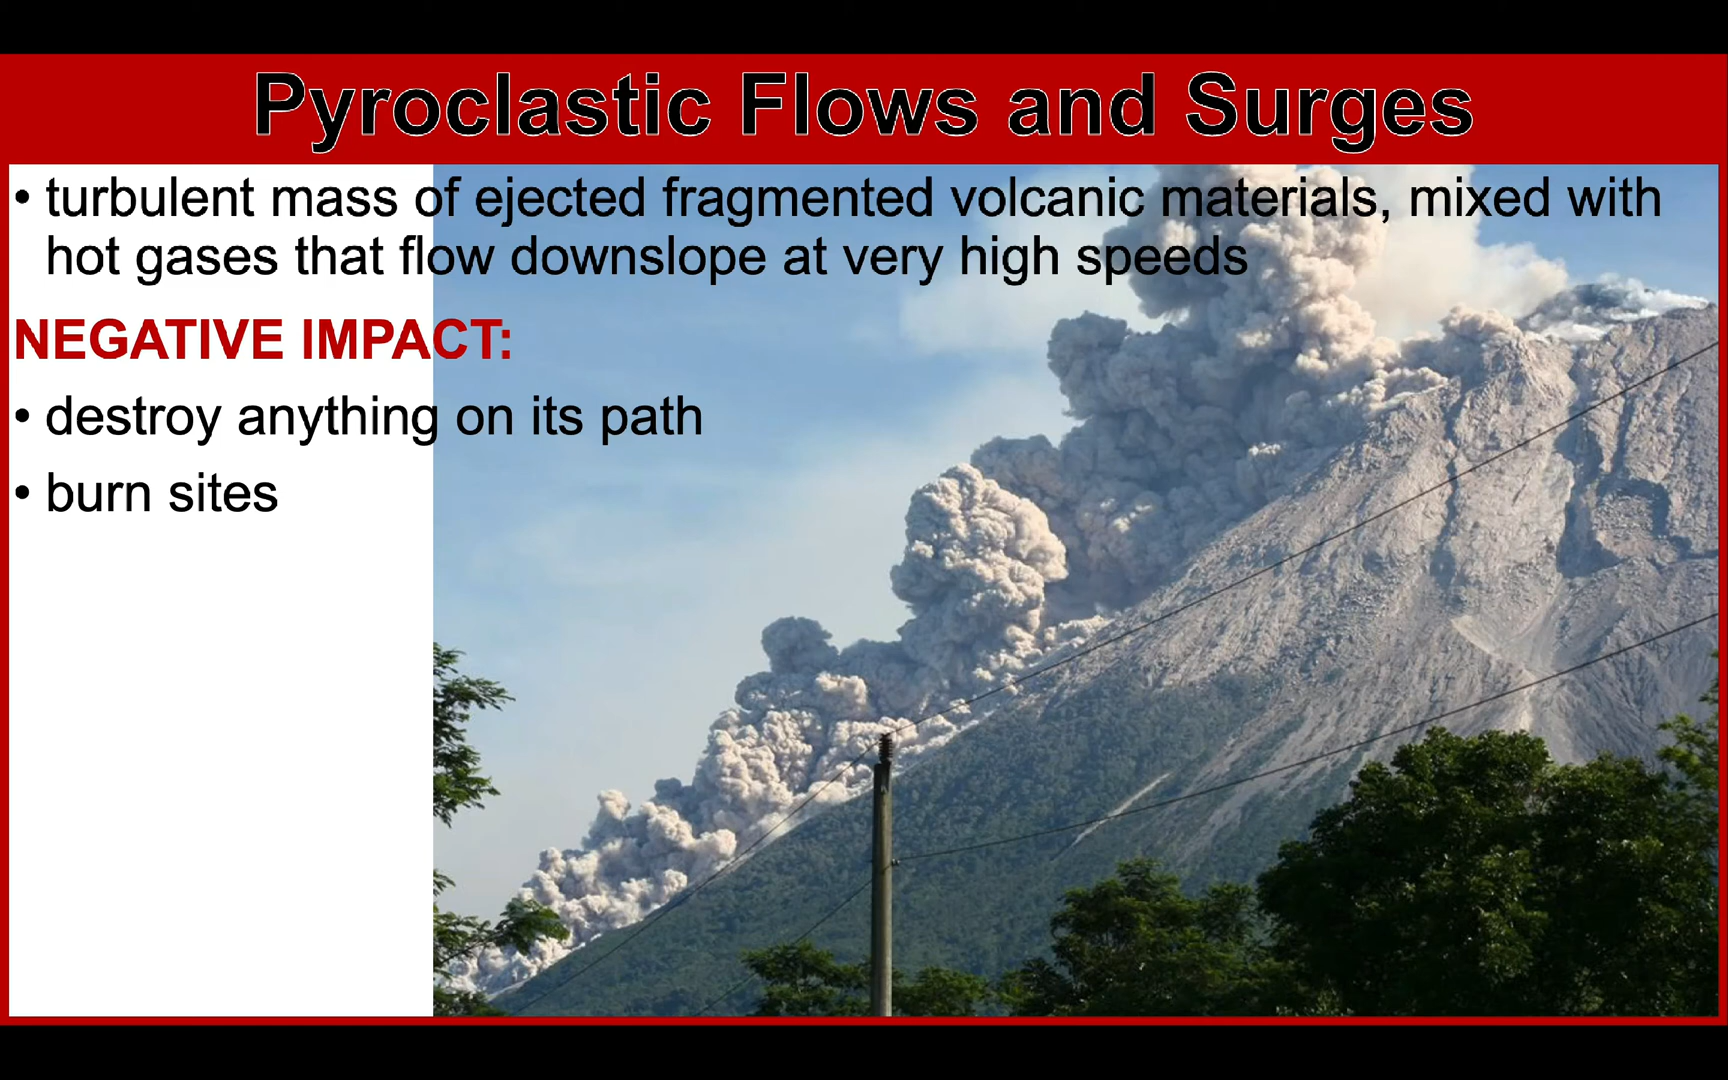 Pyroclastic Flows and Surges
• turbulent mass of ejected fragmented volcanic materials, mixed with
hot gases that flow downslope at very high speeds
NEGATIVE IMPACT:
• destroy anything on its path
• burn sites